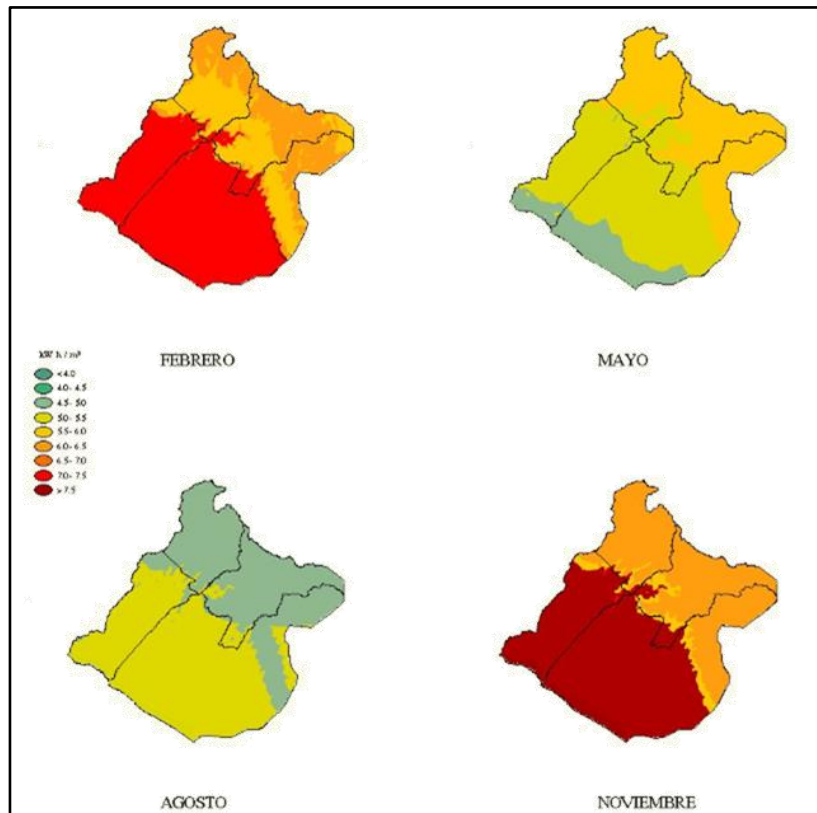 FEBRERO
MAYO
kW h / m²
< 4.0
4.0- 4.5
4.5- 5.0
5.0- 5.5
5.5- 6.0
6.0- 6.5
6.5- 7.0
7.0- 7.5
> 7.5
AGOSTO
NOVIEMBRE